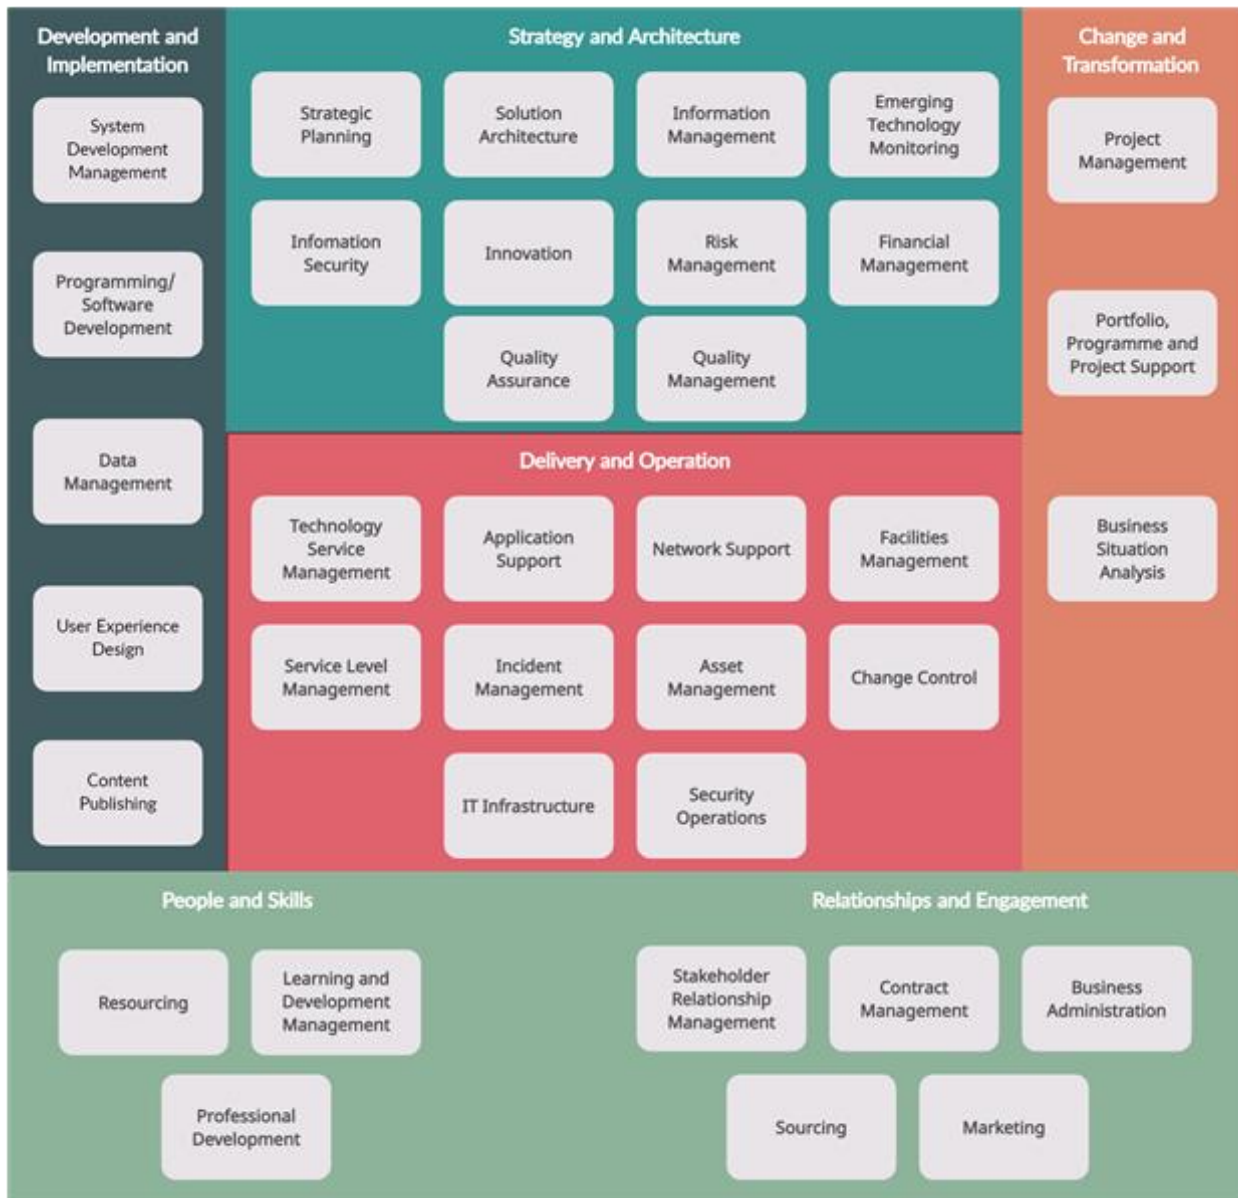 Development and
Implementation
System
Development
Management
Programming/
Software
Development
Data
Management
User Experience
Design
Content
Publishing
Strategy and Architecture
Strategic
Planning
Solution
Architecture
Information
Management
Emerging
Technology
Monitoring
Infomation
Security
Innovation
Risk
Management
Financial
Management
Quality
Assurance
Quality
Management
Delivery and Operation
Technology
Service
Management
Application
Support
Network Support
Facilities
Management
Service Level
Management
Incident
Management
Asset
Management
Change Control
IT Infrastructure
Security
Operations
Change and
Transformation
Project
Management
Portfolio,
Programme and
Project Support
Business
Situation
Analysis
People and Skills
Resourcing
Learning and
Development
Management
Professional
Development
Relationships and Engagement
Stakeholder
Relationship
Management
Contract
Management
Business
Administration
Sourcing
Marketing